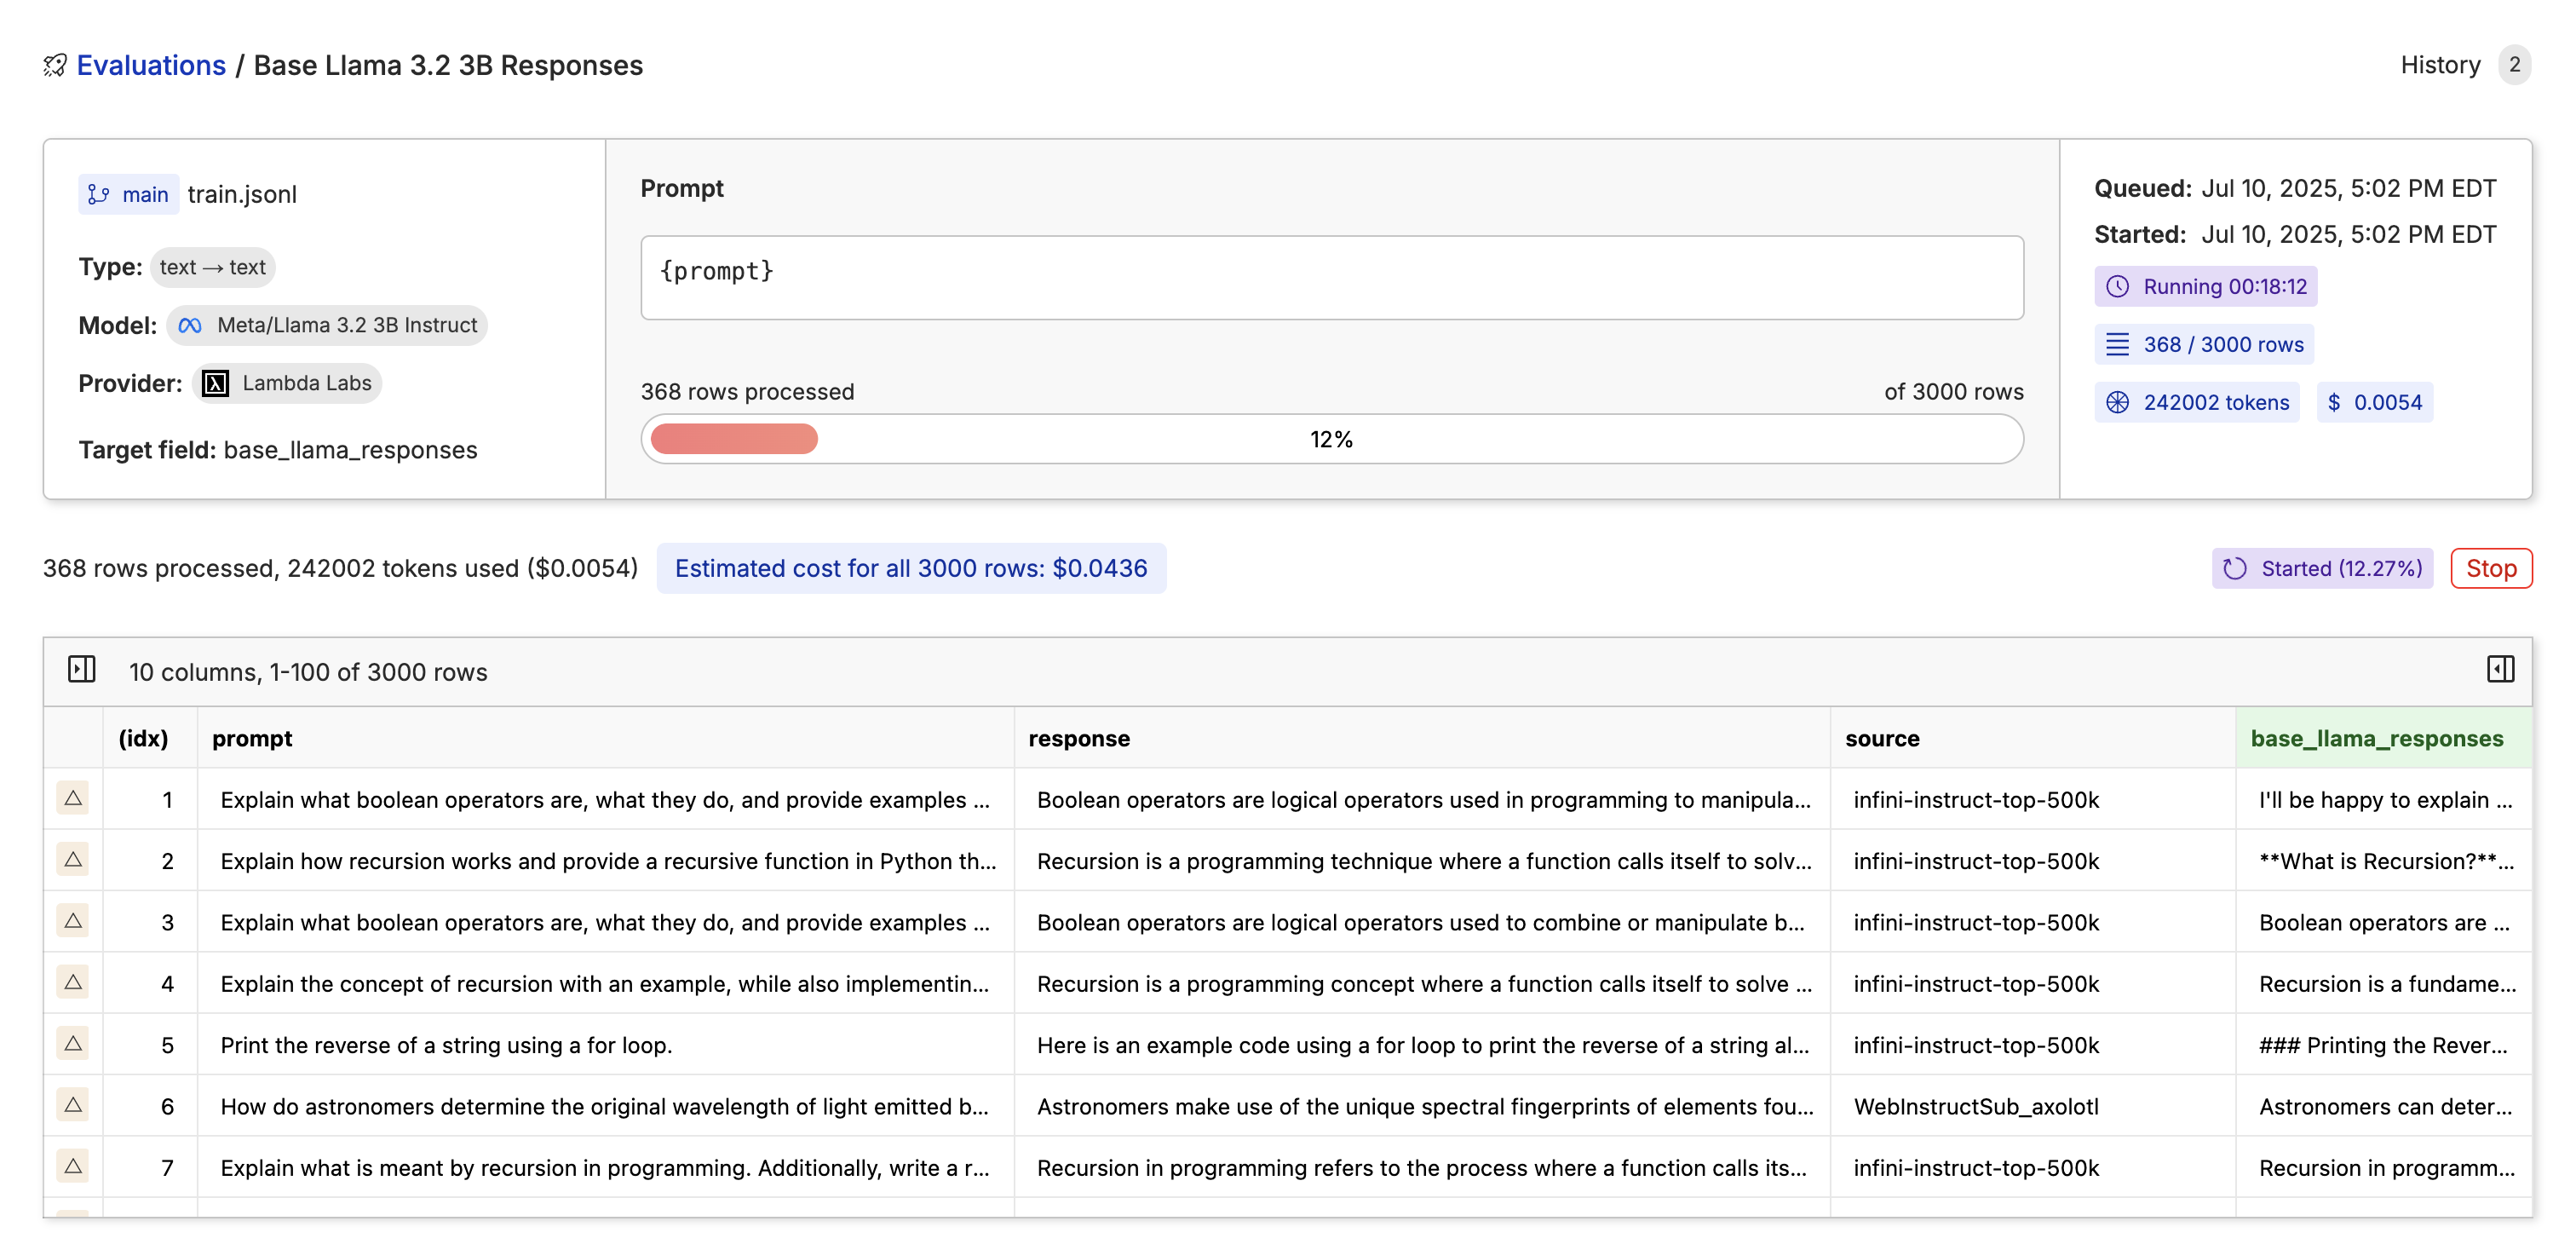 Evaluations / Base Llama 3.2 3B Responses
History 2
main train.jsonl
Type: text → text
Model: Meta/Llama 3.2 3B Instruct
Provider: Lambda Labs
Target field: base_llama_responses
Prompt
{prompt}
368 rows processed of 3000 rows
12%
Queued: Jul 10, 2025, 5:02 PM EDT
Started: Jul 10, 2025, 5:02 PM EDT
Running 00:18:12
368 / 3000 rows
242002 tokens $ 0.0054
368 rows processed, 242002 tokens used ($0.0054) Estimated cost for all 3000 rows: $0.0436 Started (12.27%) Stop
10 columns, 1-100 of 3000 rows
(idx) prompt response source base_llama_responses
1 Explain what boolean operators are, what they do, and provide examples ... Boolean operators are logical operators used in programming to manipula... infini-instruct-top-500k I'll be happy to explain ...
2 Explain how recursion works and provide a recursive function in Python th... Recursion is a programming technique where a function calls itself to solv... infini-instruct-top-500k **What is Recursion?**...
3 Explain what boolean operators are, what they do, and provide examples ... Boolean operators are logical operators used to combine or manipulate b... infini-instruct-top-500k Boolean operators are ...
4 Explain the concept of recursion with an example, while also implementin... Recursion is a programming concept where a function calls itself to solve ... infini-instruct-top-500k Recursion is a fundame...
5 Print the reverse of a string using a for loop. Here is an example code using a for loop to print the reverse of a string al... infini-instruct-top-500k ### Printing the Rever...
6 How do astronomers determine the original wavelength of light emitted b... Astronomers make use of the unique spectral fingerprints of elements fou... WebInstructSub_axolotl Astronomers can deter...
7 Explain what is meant by recursion in programming. Additionally, write a r... Recursion in programming refers to the process where a function calls its... infini-instruct-top-500k Recursion in programm...